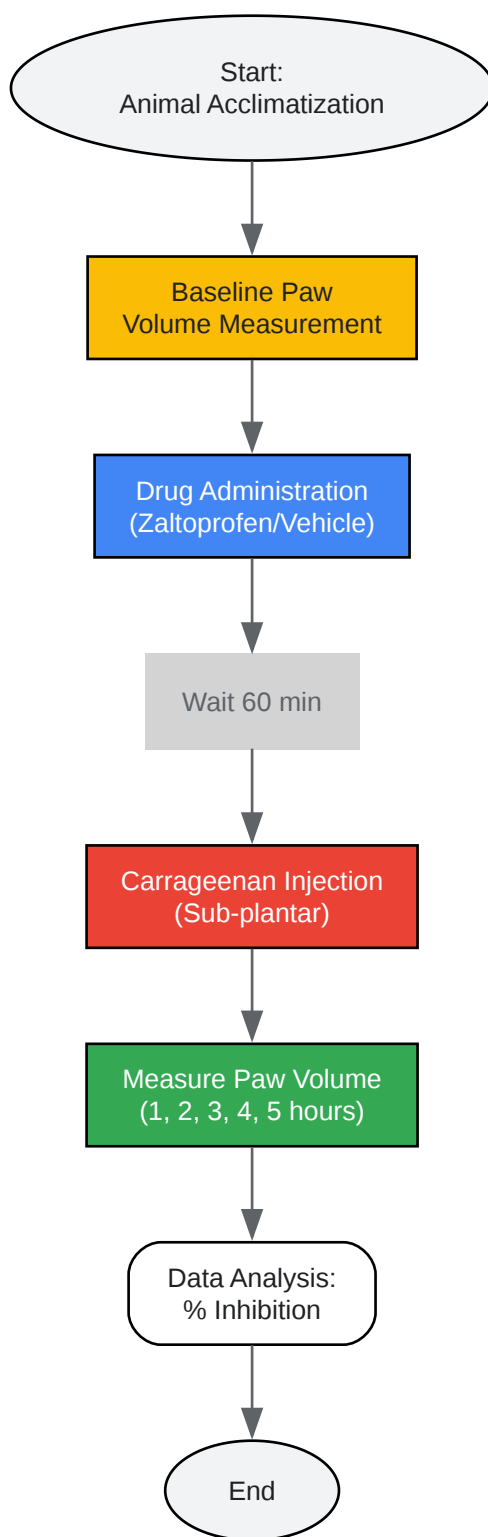 Start:
Animal Acclimatization
Baseline Paw
Volume Measurement
Drug Administration
(Zaltoprofen/Vehicle)
Wait 60 min
Carrageenan Injection
(Sub-plantar)
Measure Paw Volume
(1, 2, 3, 4, 5 hours)
Data Analysis:
% Inhibition
End